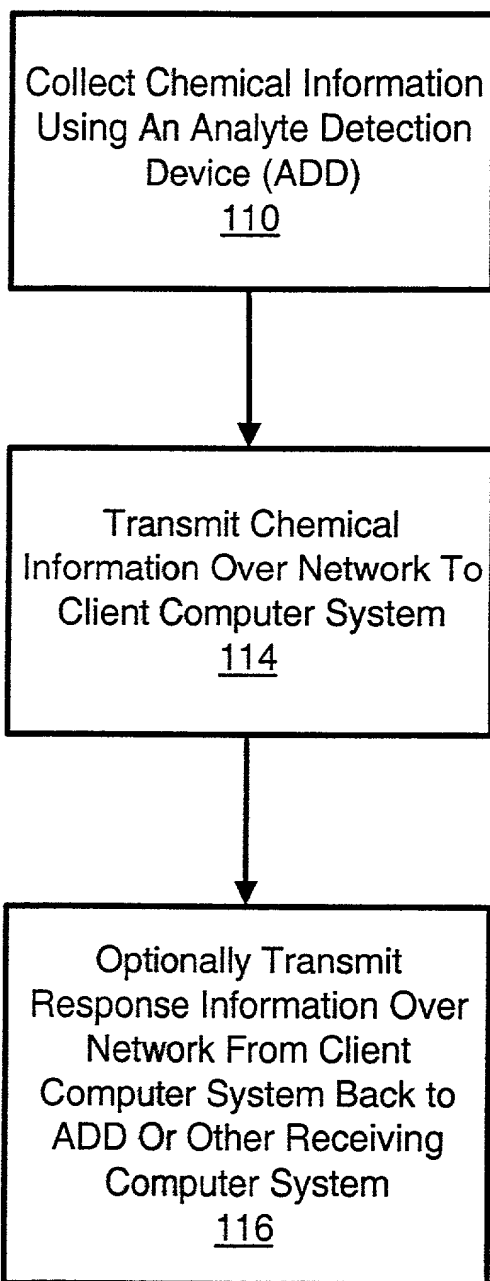 Collect Chemical Information
Using An Analyte Detection
Device (ADD)
110
Transmit Chemical
Information Over Network To
Client Computer System
114
Optionally Transmit
Response Information Over
Network From Client
Computer System Back to
ADD Or Other Receiving
Computer System
116